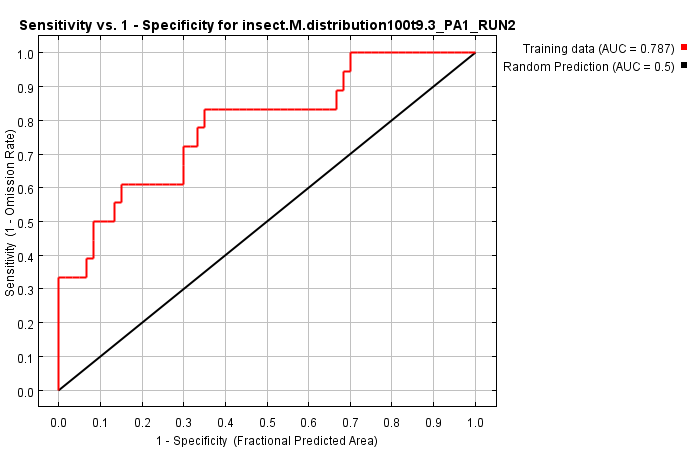 Sensitivity vs. 1 - Specificity for insect.M.distribution100t9.3_PA1_RUN2
Training data (AUC = 0.787)
Random Prediction (AUC = 0.5)
Sensitivity (1 - Omission Rate)
1.0
0.9
0.8
0.7
0.6
0.5
0.4
0.3
0.2
0.1
0.0
0.0 0.1 0.2 0.3 0.4 0.5 0.6 0.7 0.8 0.9 1.0
1 - Specificity (Fractional Predicted Area)